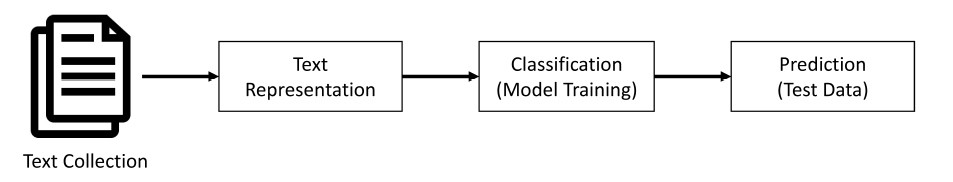 Text
Representation
Classification
(Model Training)
Prediction
(Test Data)
Text Collection